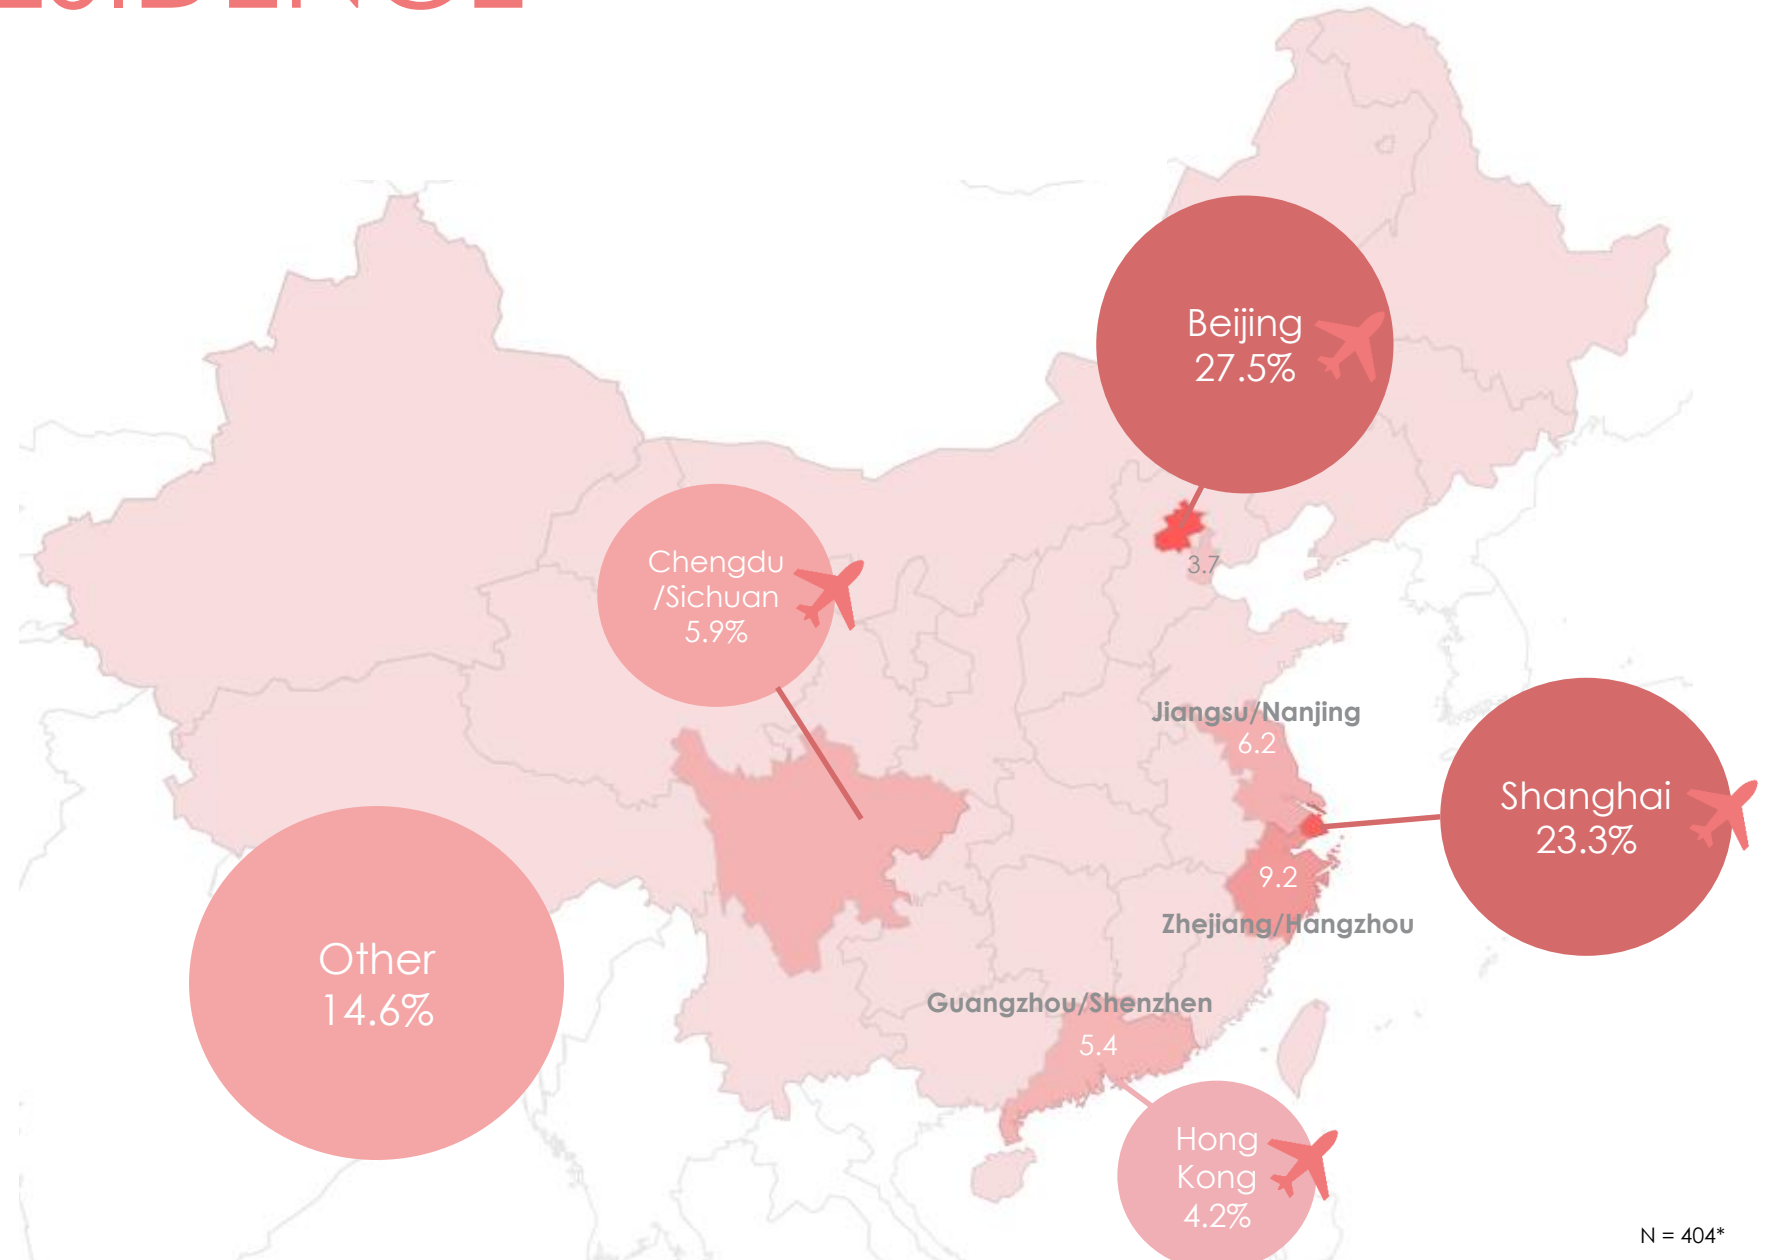 Beijing
27.5%
3.7
Chengdu
/Sichuan
5.9%
Jiangsu/Nanjing
6.2
Shanghai
23.3%
9.2
Zhejiang/Hangzhou
Other
14.6%
Guangzhou/Shenzhen
5.4
Hong
Kong
4.2%
N = 404*